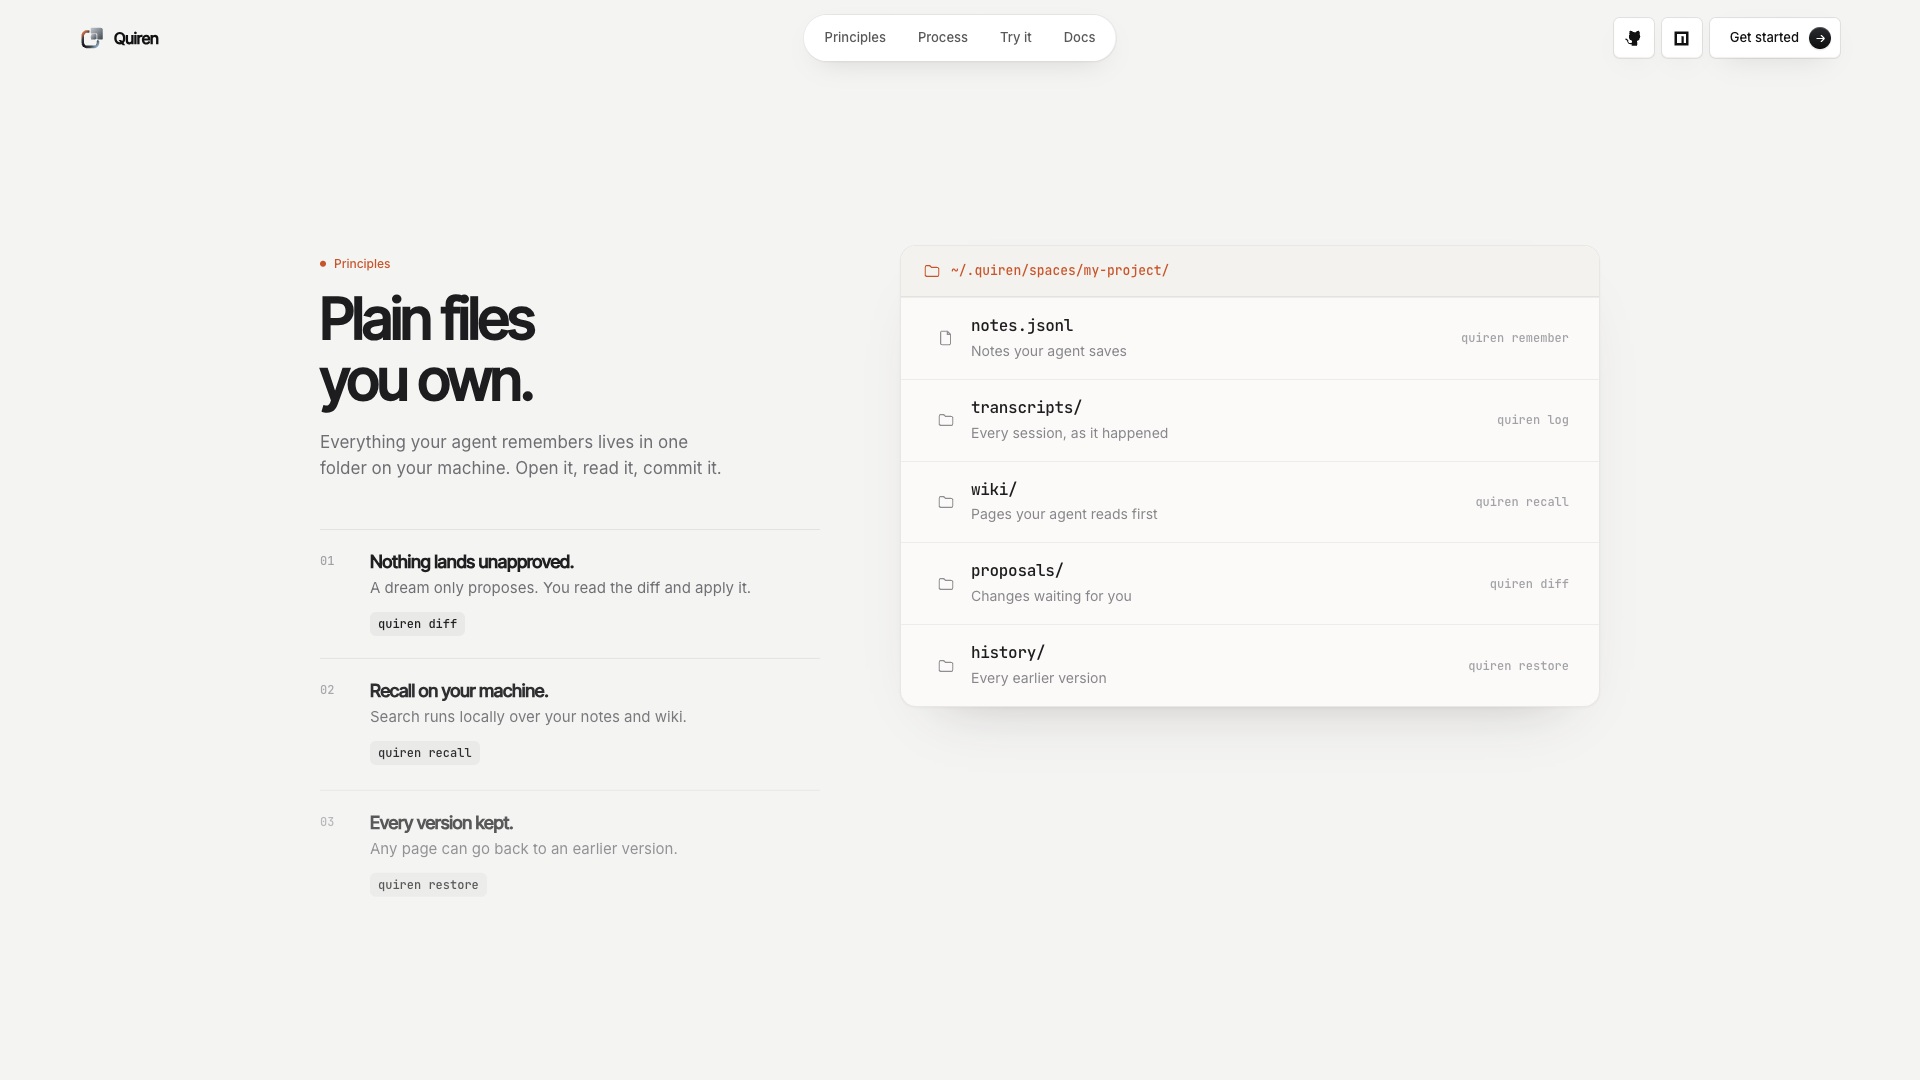 Quiren
Principles
Process
Try it
Docs
Get started
Principles
Plain files
you own.
Everything your agent remembers lives in one
folder on your machine. Open it, read it, commit it.
01
Nothing lands unapproved.
A dream only proposes. You read the diff and apply it.
quiren diff
02
Recall on your machine.
Search runs locally over your notes and wiki.
quiren recall
03
Every version kept.
Any page can go back to an earlier version.
quiren restore
~/.quiren/spaces/my-project/
notes.jsonl
Notes your agent saves
quiren remember
transcripts/
Every session, as it happened
quiren log
wiki/
Pages your agent reads first
quiren recall
proposals/
Changes waiting for you
quiren diff
history/
Every earlier version
quiren restore